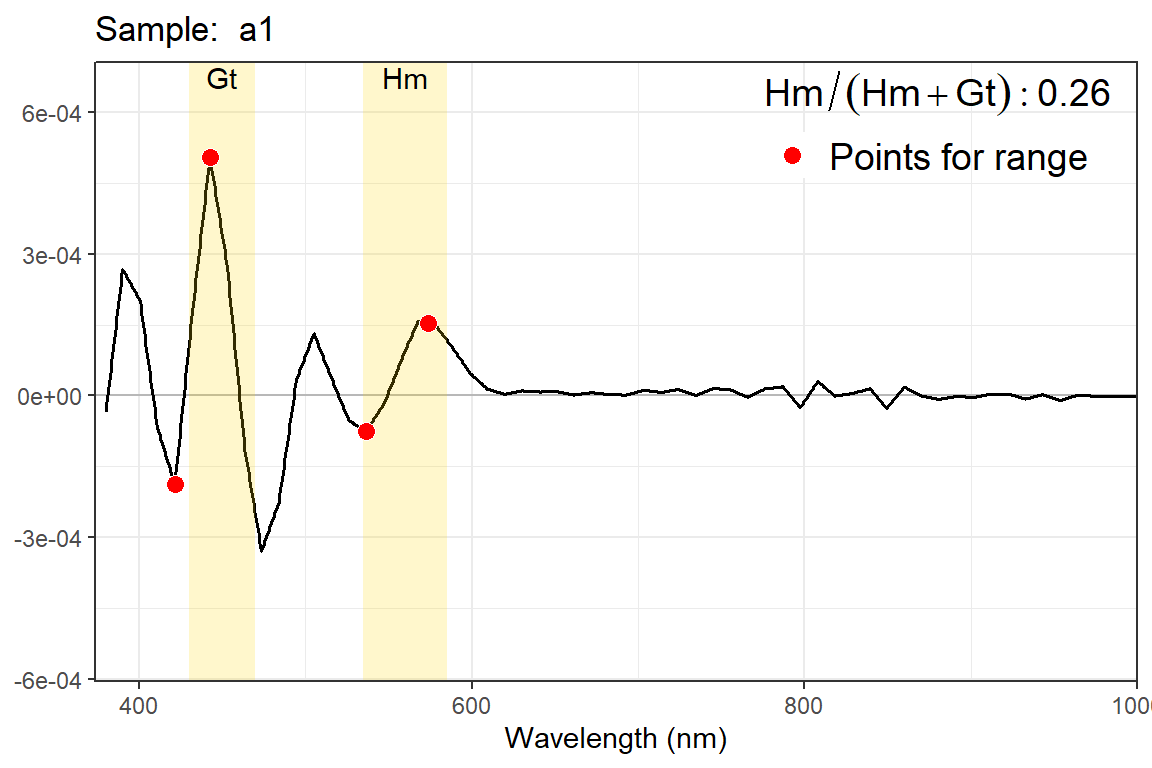 Sample: a1
Gt
Hm
Hm/(Hm+Gt):0.26
Points for range
6e-04
3e-04
0e+00
-3e-04
-6e-04
400
600
800
100
Wavelength (nm)